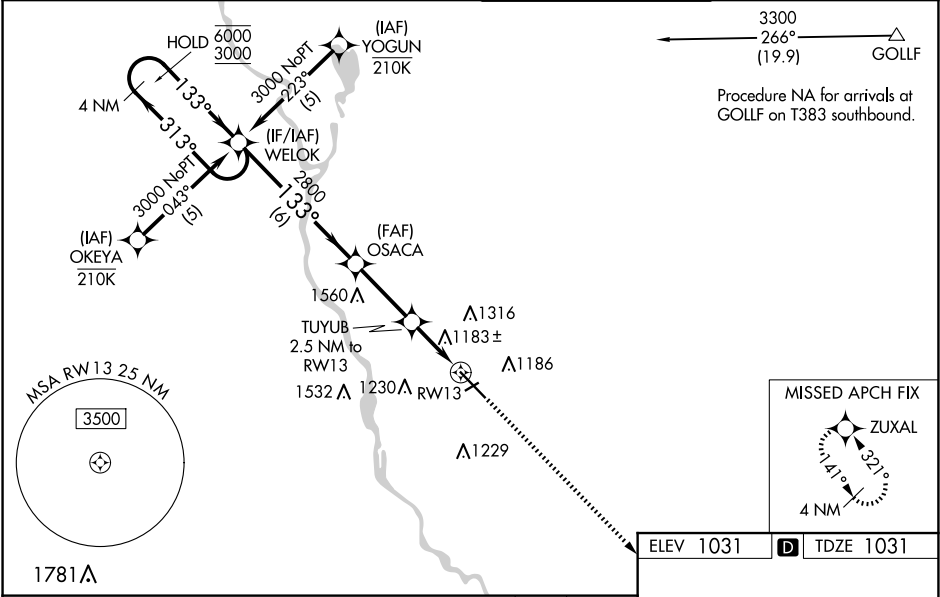 HOLD 6000
3000
4 NM
133°
313°
(IAF)
YOGUN
210K
3000 NoPT
223°
(5)
(IF/IAF)
WELOK
3000 NoPT
043°
(5)
(IAF)
OKEYA
210K
2800
133°
(6)
(FAF)
OSACA
1560
TUYUB
2.5 NM to
RW13
1316
1183±
1186
1532
1230
RW13
1229
3300
266°
(19.9)
GOLLF
Procedure NA for arrivals at
GOLLF on T383 southbound.
MSA RW13 25 NM
3500
1781
MISSED APCH FIX
ZUXAL
141°
321°
4 NM
ELEV 1031 D TDZE 1031